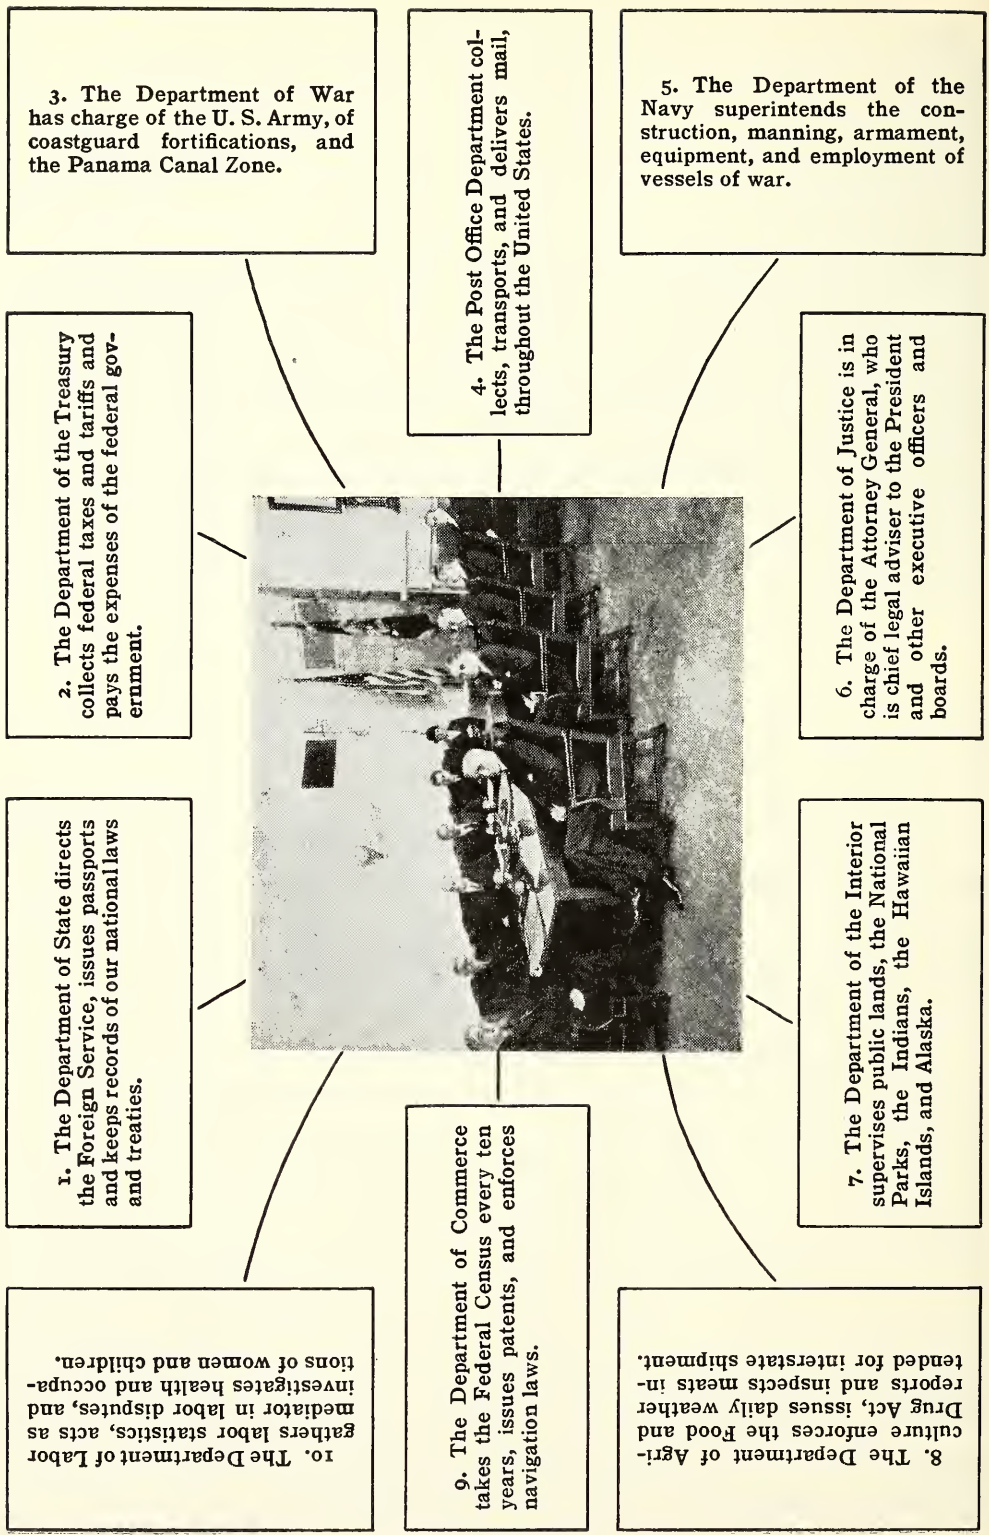 1. The Department of State directs
the Foreign Service, issues passports
and keeps records of our national laws
and treaties.
2. The Department of the Treasury
collects federal taxes and tariffs and
pays the expenses of the federal gov-
ernment.
3. The Department of War
has charge of the U. S. Army, of
coastguard fortifications, and
the Panama Canal Zone.
4. The Post Office Department col-
lects, transports, and delivers mail,
throughout the United States.
5. The Department of the
Navy superintends the con-
struction, manning, armament,
equipment, and employment of
vessels of war.
6. The Department of Justice is in
charge of the Attorney General, who
is chief legal adviser to the President
and other executive officers and
boards.
7. The Department of the Interior
supervises public lands, the National
Parks, the Indians, the Hawaiian
Islands, and Alaska.
8. The Department of Agri-
culture enforces the Food and
Drug Act, issues daily weather
reports and inspects meats in-
tended for interstate shipment.
9. The Department of Commerce
takes the Federal Census every ten
years, issues patents, and enforces
navigation laws.
10. The Department of Labor
gathers labor statistics, acts as
mediator in labor disputes, and
investigates health and occupa-
tions of women and children.